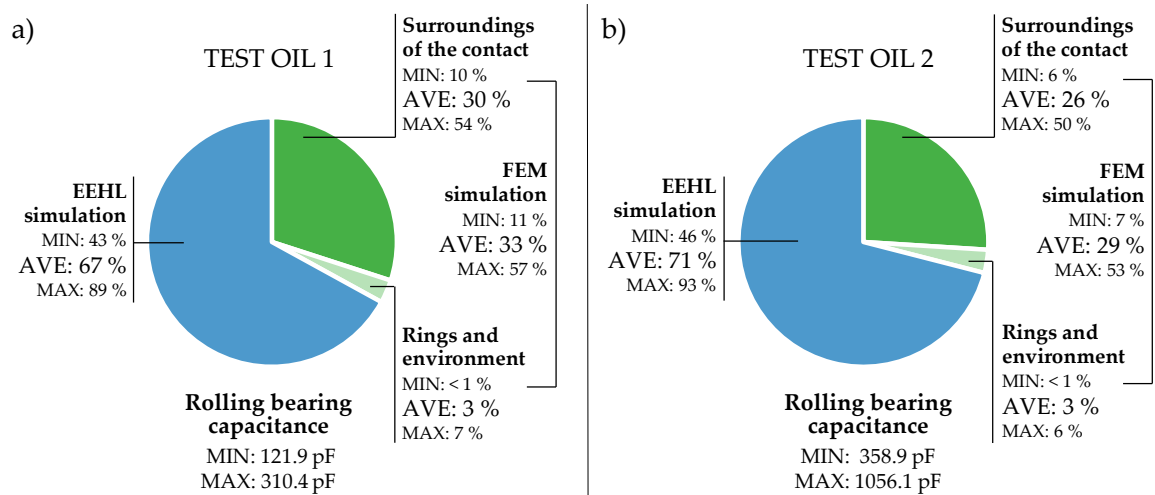 a)
TEST OIL 1
Surroundings
of the contact
MIN: 10 %
AVE: 30 %
MAX: 54 %
EEHL
simulation
MIN: 43 %
AVE: 67 %
MAX: 89 %
FEM
simulation
MIN: 11 %
AVE: 33 %
MAX: 57 %
Rings and
environment
MIN: < 1 %
AVE: 3 %
MAX: 7 %
Rolling bearing
capacitance
MIN: 121.9 pF
MAX: 310.4 pF
b)
TEST OIL 2
Surroundings
of the contact
MIN: 6 %
AVE: 26 %
MAX: 50 %
EEHL
simulation
MIN: 46 %
AVE: 71 %
MAX: 93 %
FEM
simulation
MIN: 7 %
AVE: 29 %
MAX: 53 %
Rings and
environment
MIN: < 1 %
AVE: 3 %
MAX: 6 %
Rolling bearing
capacitance
MIN: 358.9 pF
MAX: 1056.1 pF